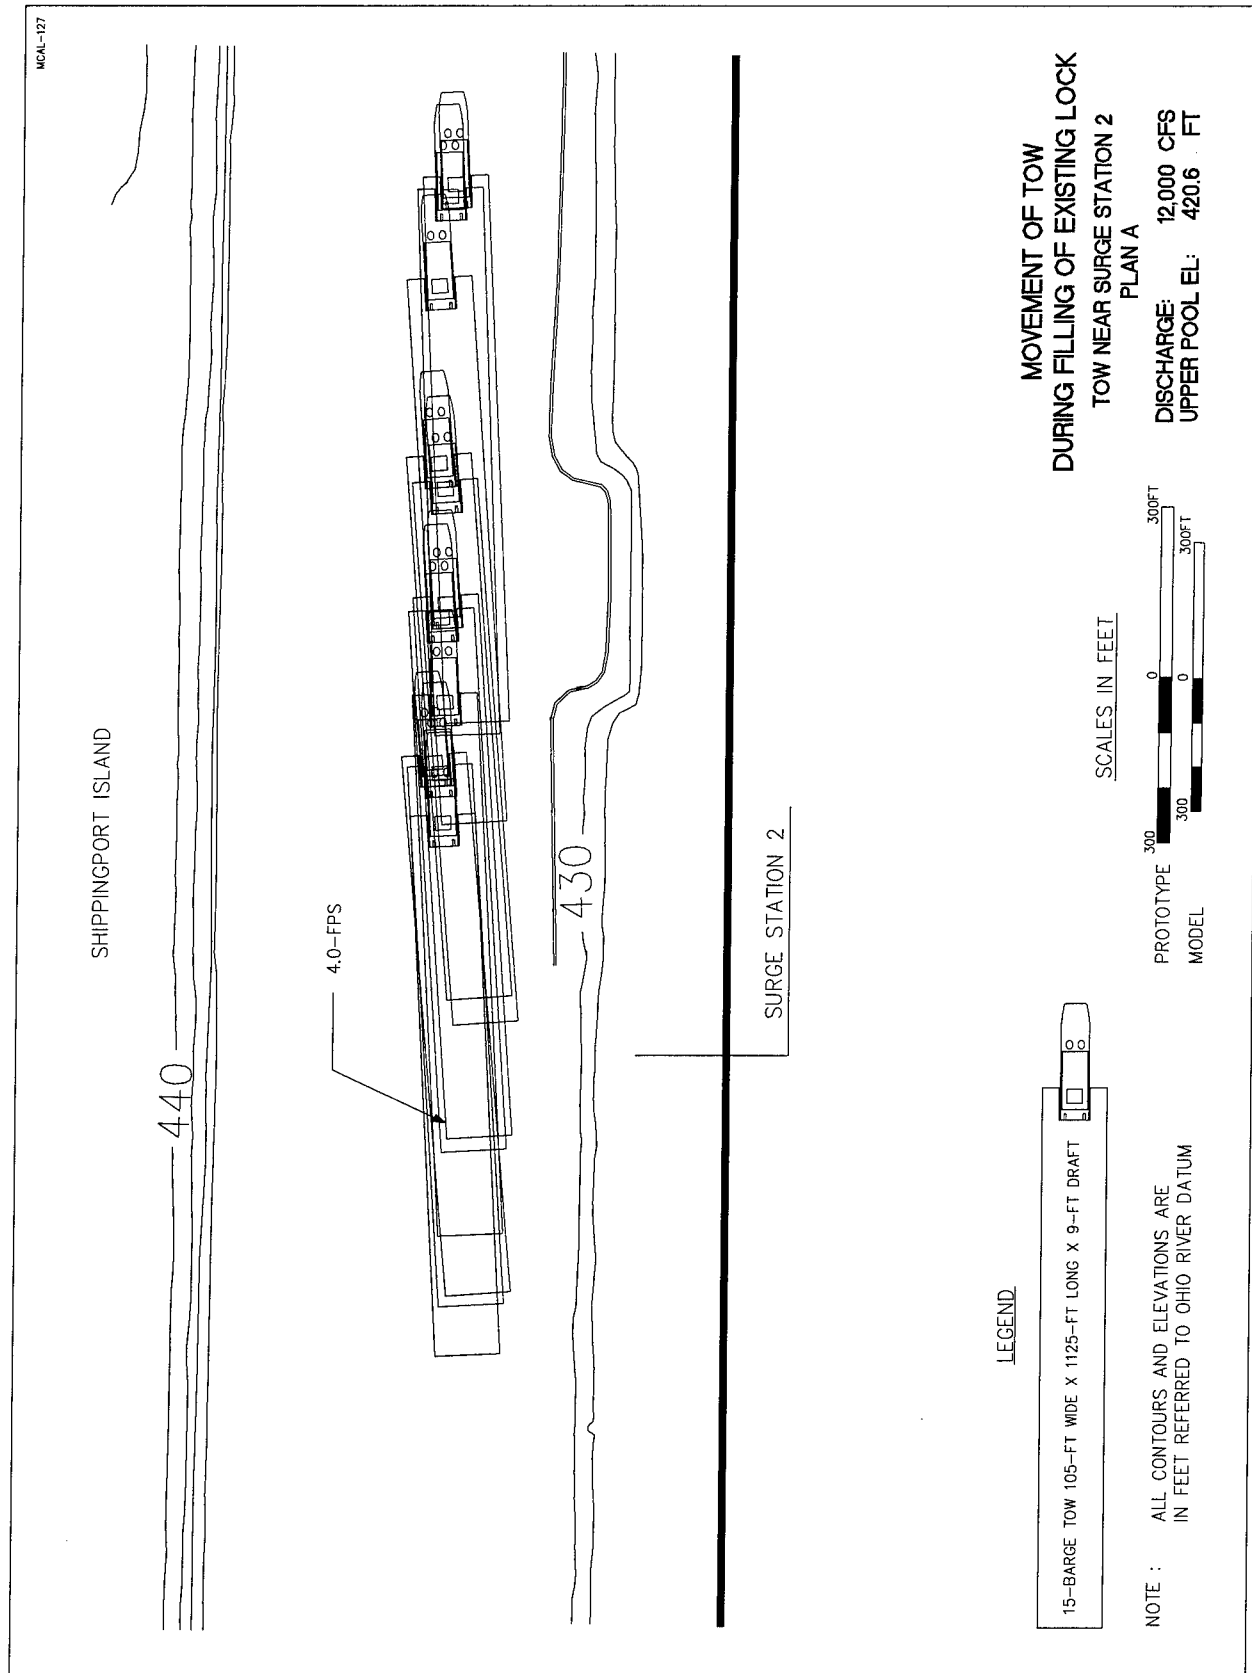 MCAL-127
SHIPPINGPORT ISLAND
440
4.0-FPS
430
SURGE STATION 2
MOVEMENT OF TOW
DURING FILLING OF EXISTING LOCK
TOW NEAR SURGE STATION 2
PLAN A
DISCHARGE: 12,000 CFS
UPPER POOL EL: 420.6 FT
LEGEND
15-BARGE TOW 105-FT WIDE X 1125-FT LONG X 9-FT DRAFT
NOTE : ALL CONTOURS AND ELEVATIONS ARE
IN FEET REFERRED TO OHIO RIVER DATUM
SCALES IN FEET
PROTOTYPE 300 0 300FT
MODEL 300 0 300FT